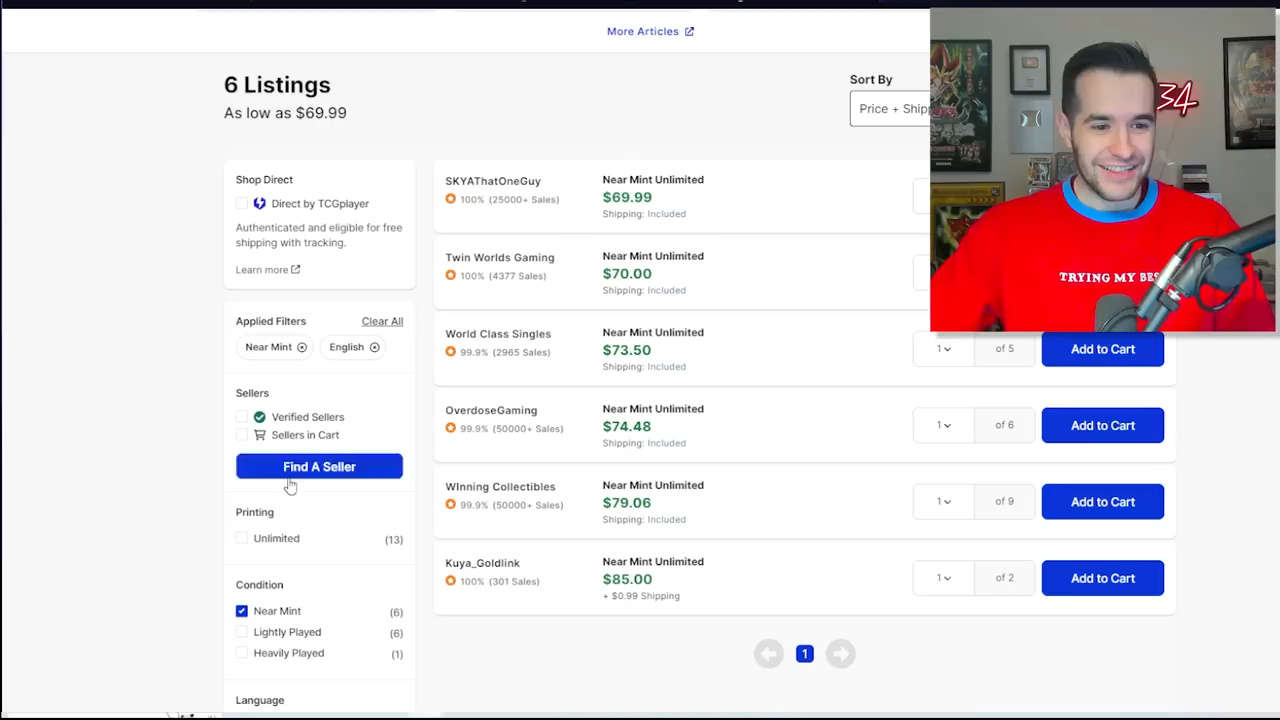 More Articles
6 Listings
As low as $69.99
Sort By
Price + Ship
Shop Direct
Direct by TCGplayer
Authenticated and eligible for free
shipping with tracking.
Learn more
Applied Filters
Clear All
Near Mint
English
Sellers
Verified Sellers
Sellers in Cart
Find A Seller
Printing
Unlimited (13)
Condition
Near Mint (6)
Lightly Played (6)
Heavily Played (1)
Language
SKYAThatOneGuy
100% (25000+ Sales)
Near Mint Unlimited
$69.99
Shipping: Included
Twin Worlds Gaming
100% (4377 Sales)
Near Mint Unlimited
$70.00
Shipping: Included
World Class Singles
99.9% (2965 Sales)
Near Mint Unlimited
$73.50
Shipping: Included
1 of 5
Add to Cart
OverdoseGaming
99.9% (50000+ Sales)
Near Mint Unlimited
$74.48
Shipping: Included
1 of 6
Add to Cart
WInning Collectibles
99.9% (50000+ Sales)
Near Mint Unlimited
$79.06
Shipping: Included
1 of 9
Add to Cart
Kuya_Goldlink
100% (301 Sales)
Near Mint Unlimited
$85.00
+ $0.99 Shipping
1 of 2
Add to Cart
1
34
TRYING MY BES